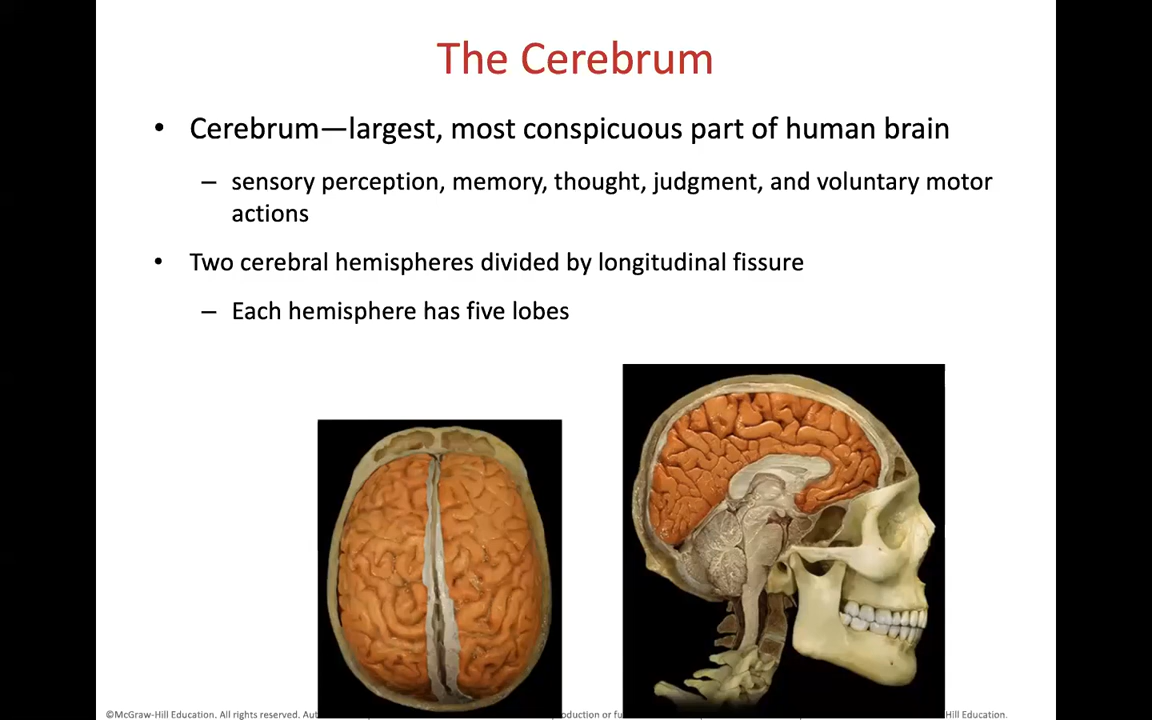 The Cerebrum
• Cerebrum—largest, most conspicuous part of human brain
– sensory perception, memory, thought, judgment, and voluntary motor
actions
• Two cerebral hemispheres divided by longitudinal fissure
– Each hemisphere has five lobes
©McGraw-Hill Education. All rights reserved. Hill Education.